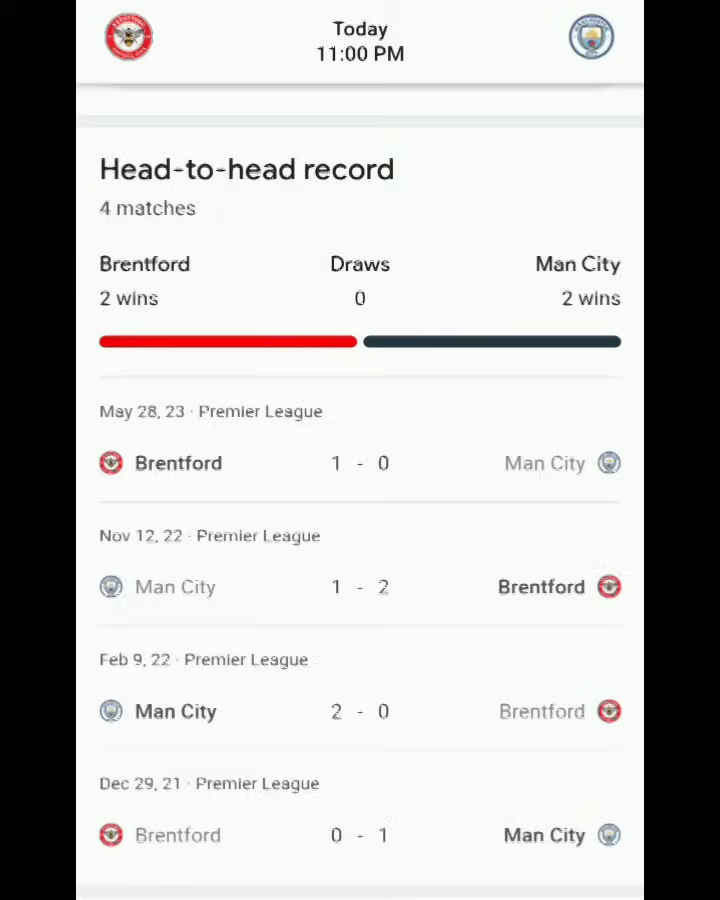 Today
11:00 PM
Head-to-head record
4 matches
Brentford Draws Man City
2 wins 0 2 wins
May 28, 23 · Premier League
Brentford 1 - 0 Man City
Nov 12, 22 · Premier League
Man City 1 - 2 Brentford
Feb 9, 22 · Premier League
Man City 2 - 0 Brentford
Dec 29, 21 · Premier League
Brentford 0 - 1 Man City